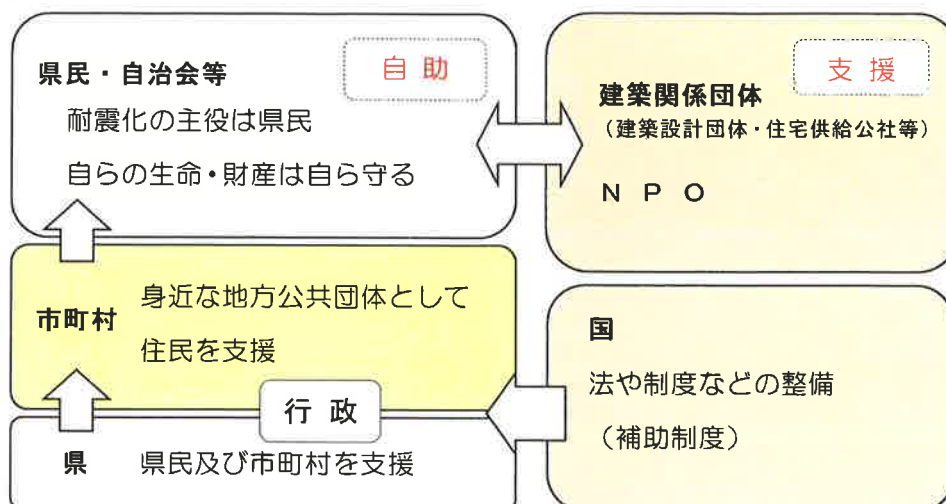 県民・自治会等
自助
耐震化の主役は県民
自らの生命・財産は自ら守る
支援
建築関係団体
(建築設計団体・住宅供給公社等)
NPO
市町村
身近な地方公共団体として
住民を支援
行政
県
県民及び市町村を支援
国
法や制度などの整備
(補助制度)